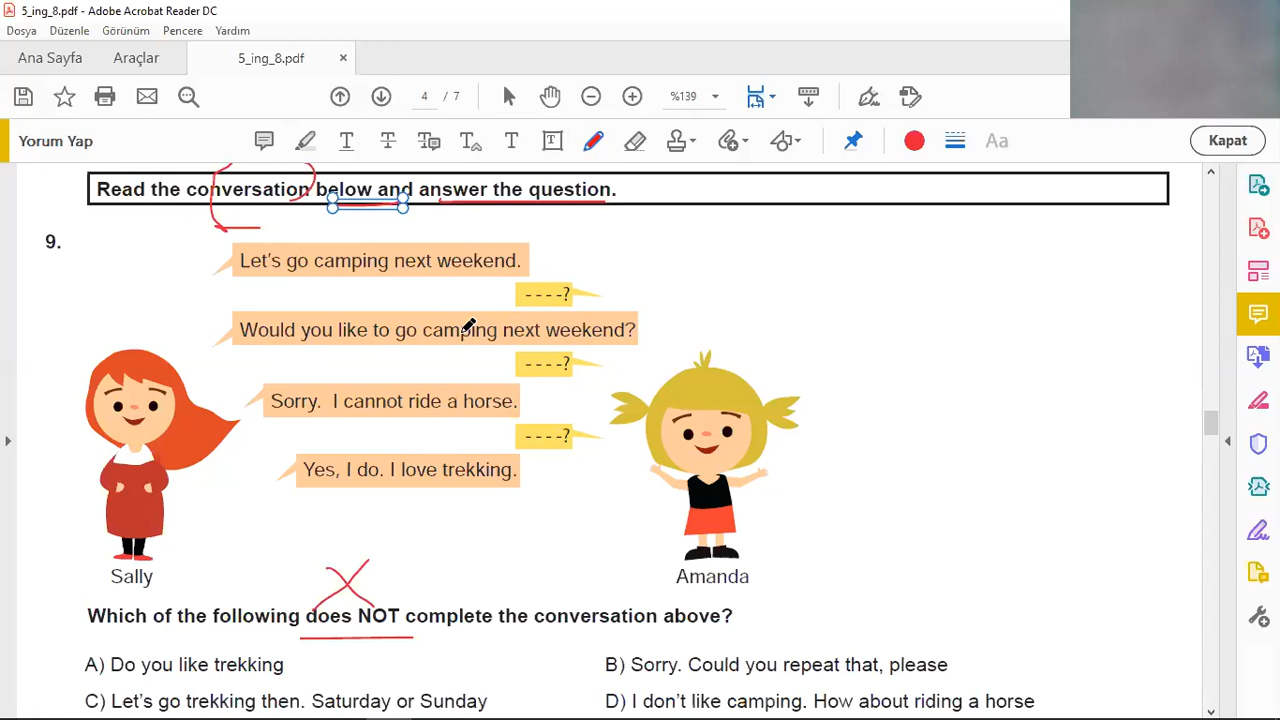 5_ing_8.pdf - Adobe Acrobat Reader DC
Dosya Düzenle Görünüm Pencere Yardım
Ana Sayfa Araçlar 5_ing_8.pdf ×
4 / 7 %139
Yorum Yap T T T T T T Aa Kapat
Read the conversation below and answer the question.
9.
Let's go camping next weekend.
- - - -?
Would you like to go camping next weekend?
- - - -?
Sorry. I cannot ride a horse.
- - - -?
Yes, I do. I love trekking.
Sally Amanda
Which of the following does NOT complete the conversation above?
A) Do you like trekking B) Sorry. Could you repeat that, please
C) Let's go trekking then. Saturday or Sunday D) I don't like camping. How about riding a horse